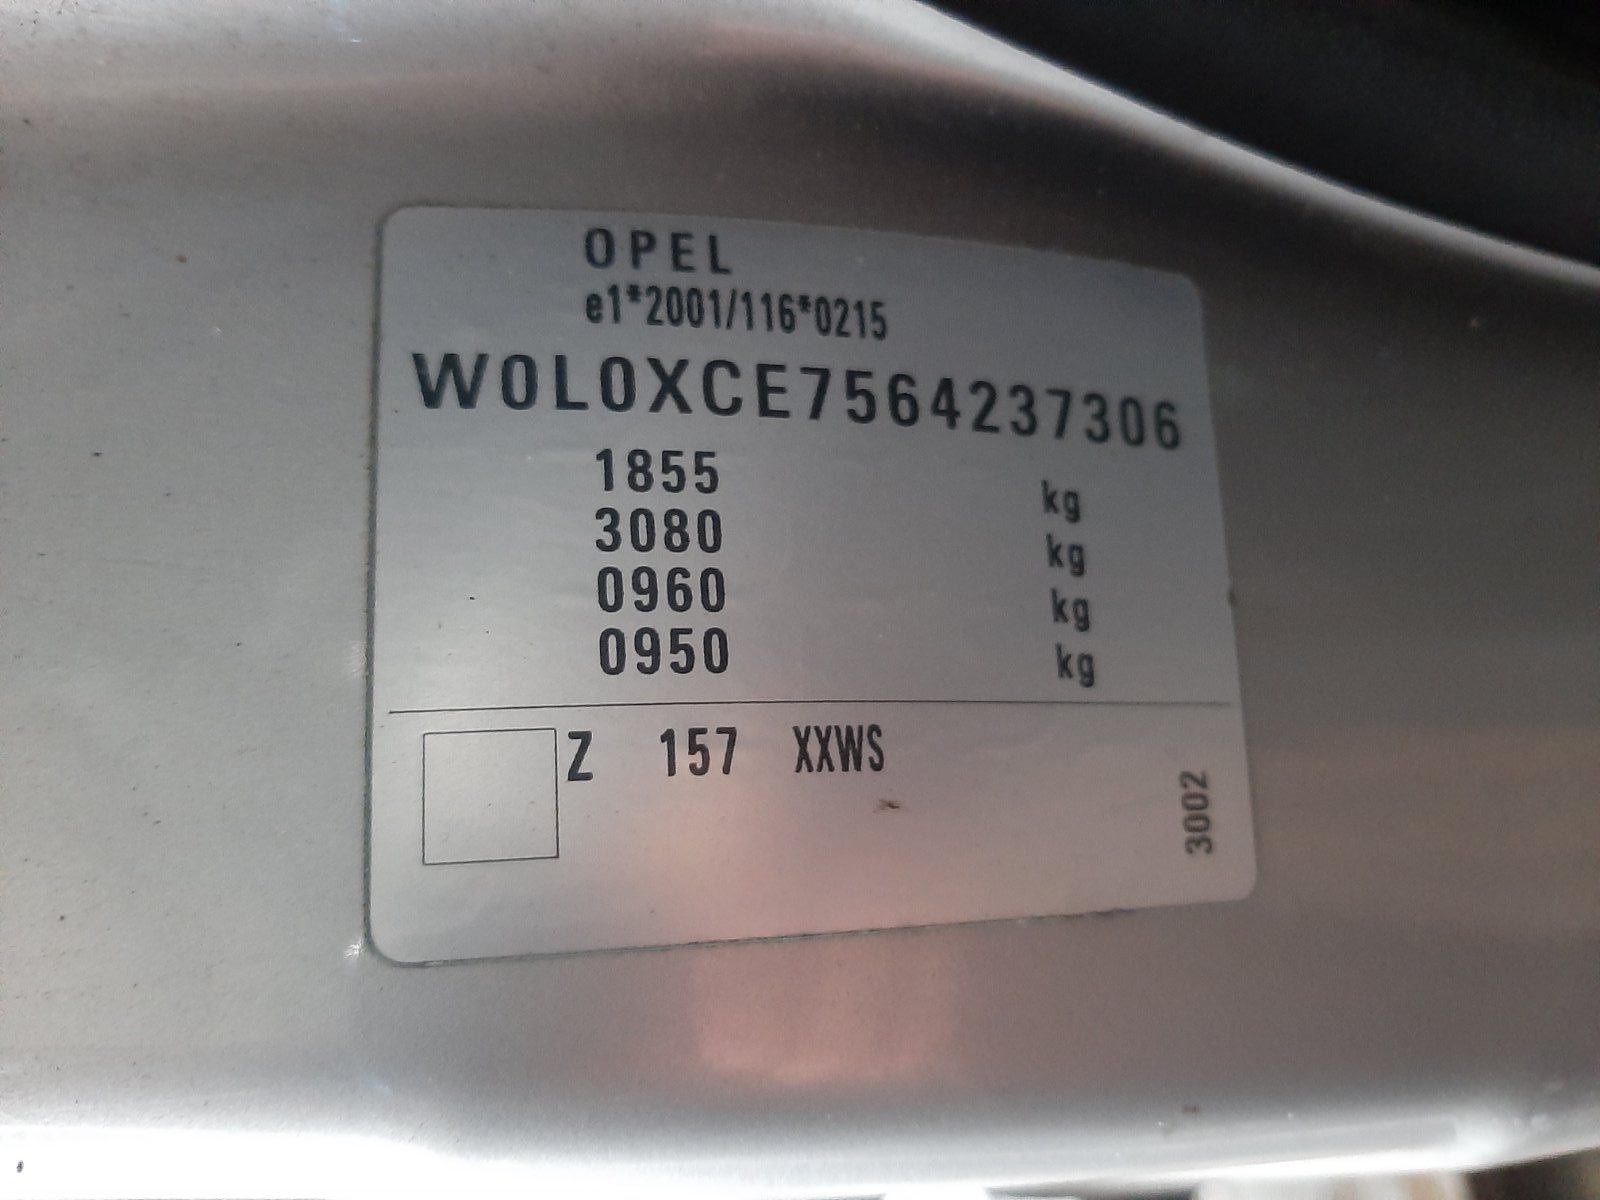 OPEL
e1*2001/116*0215
W0L0XCE7564237306
1855 kg
3080 kg
0960 kg
0950 kg
Z 157 XXWS
3002